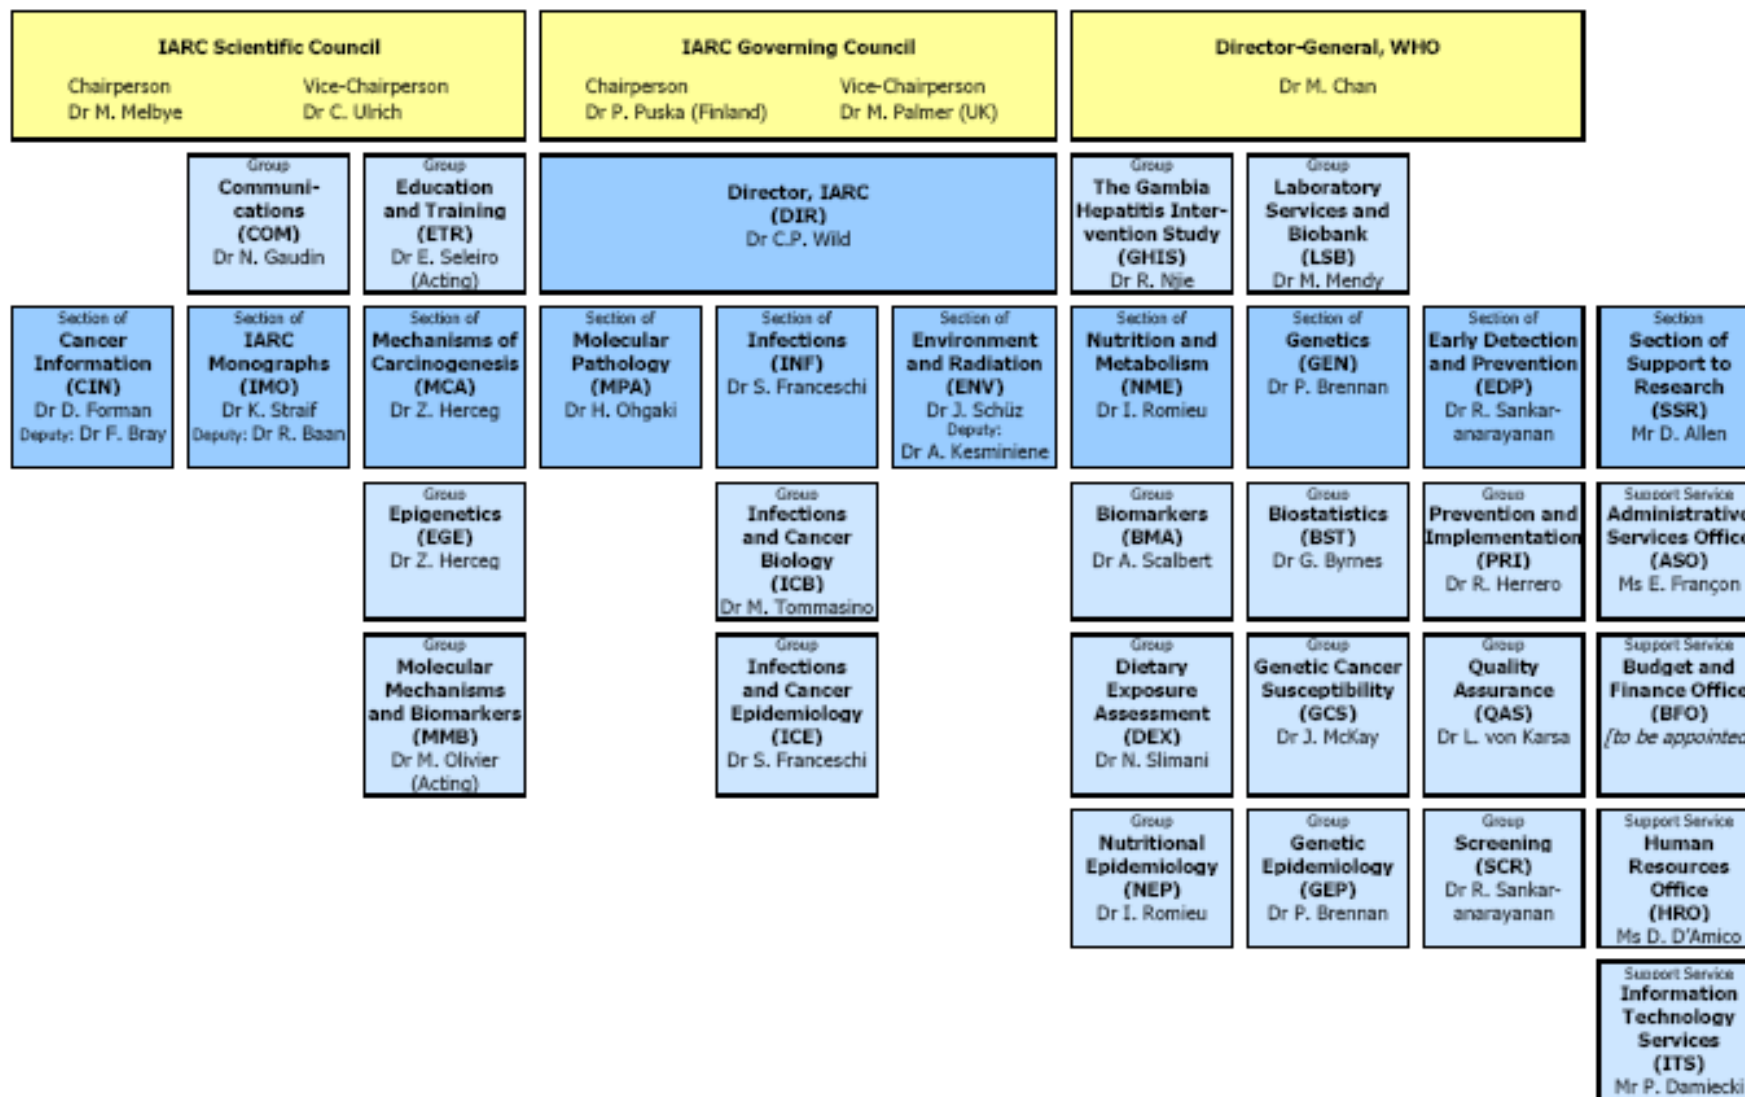 IARC Scientific Council
Chairperson Vice-Chairperson
Dr M. Melbye Dr C. Ulrich
IARC Governing Council
Chairperson Vice-Chairperson
Dr P. Puska (Finland) Dr M. Palmer (UK)
Director-General, WHO
Dr M. Chan
Group
Communi-
cations
(COM)
Dr N. Gaudin
Group
Education
and Training
(ETR)
Dr E. Seleiro
(Acting)
Director, IARC
(DIR)
Dr C.P. Wild
Group
The Gambia
Hepatitis Inter-
vention Study
(GHIS)
Dr R. Njie
Group
Laboratory
Services and
Biobank
(LSB)
Dr M. Mendy
Section of
Cancer
Information
(CIN)
Dr D. Forman
Deputy: Dr F. Bray
Section of
IARC
Monographs
(IMO)
Dr K. Straif
Deputy: Dr R. Baan
Section of
Mechanisms of
Carcinogenesis
(MCA)
Dr Z. Herceg
Section of
Molecular
Pathology
(MPA)
Dr H. Ohgaki
Section of
Infections
(INF)
Dr S. Franceschi
Section of
Environment
and Radiation
(ENV)
Dr J. Schüz
Deputy:
Dr A. Kesminiene
Section of
Nutrition and
Metabolism
(NME)
Dr I. Romieu
Section of
Genetics
(GEN)
Dr P. Brennan
Section of
Early Detection
and Prevention
(EDP)
Dr R. Sankar-
anarayanan
Section
Section of
Support to
Research
(SSR)
Mr D. Allen
Group
Epigenetics
(EGE)
Dr Z. Herceg
Group
Infections
and Cancer
Biology
(ICB)
Dr M. Tommasino
Group
Biomarkers
(BMA)
Dr A. Scalbert
Group
Biostatistics
(BST)
Dr G. Byrnes
Group
Prevention and
Implementation
(PRI)
Dr R. Herrero
Support Service
Administrative
Services Office
(ASO)
Ms E. Françon
Group
Molecular
Mechanisms
and Biomarkers
(MMB)
Dr M. Olivier
(Acting)
Group
Infections
and Cancer
Epidemiology
(ICE)
Dr S. Franceschi
Group
Dietary
Exposure
Assessment
(DEX)
Dr N. Slimani
Group
Genetic Cancer
Susceptibility
(GCS)
Dr J. McKay
Group
Quality
Assurance
(QAS)
Dr L. von Karsa
Support Service
Budget and
Finance Office
(BFO)
[to be appointed
Group
Nutritional
Epidemiology
(NEP)
Dr I. Romieu
Group
Genetic
Epidemiology
(GEP)
Dr P. Brennan
Group
Screening
(SCR)
Dr R. Sankar-
anarayanan
Support Service
Human
Resources
Office
(HRO)
Ms D. D'Amico
Support Service
Information
Technology
Services
(ITS)
Mr P. Damiecki